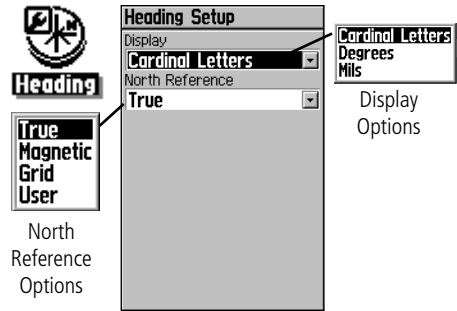 Heading
True
Magnetic
Grid
User
North
Reference
Options
Heading Setup
Display
Cardinal Letters
North Reference
True
Cardinal Letters
Degrees
Mils
Display
Options